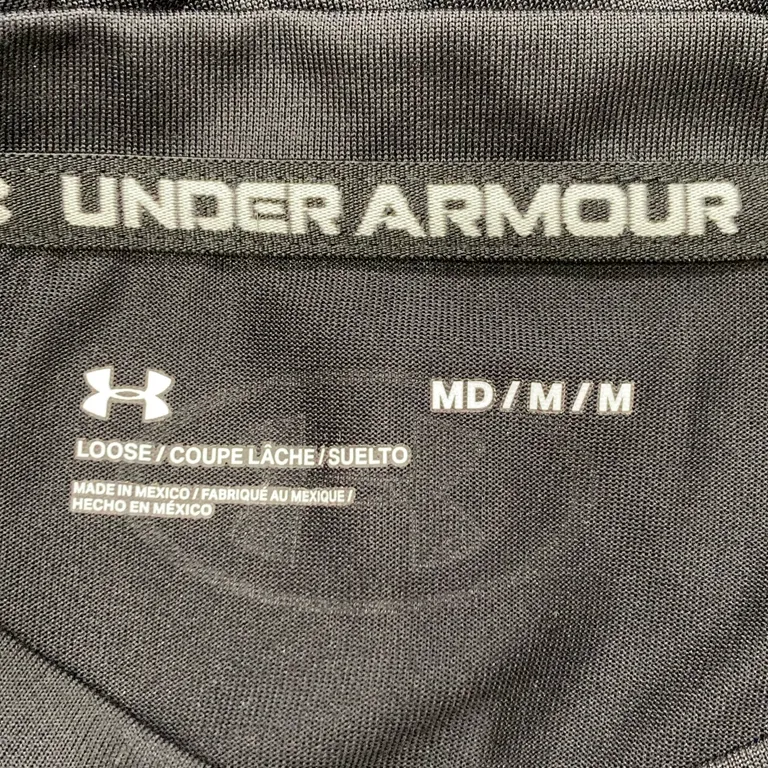 UNDER ARMOUR
MD / M / M
LOOSE / COUPE LÂCHE / SUELTO
MADE IN MEXICO / FABRIQUÉ AU MEXIQUE /
HECHO EN MÉXICO